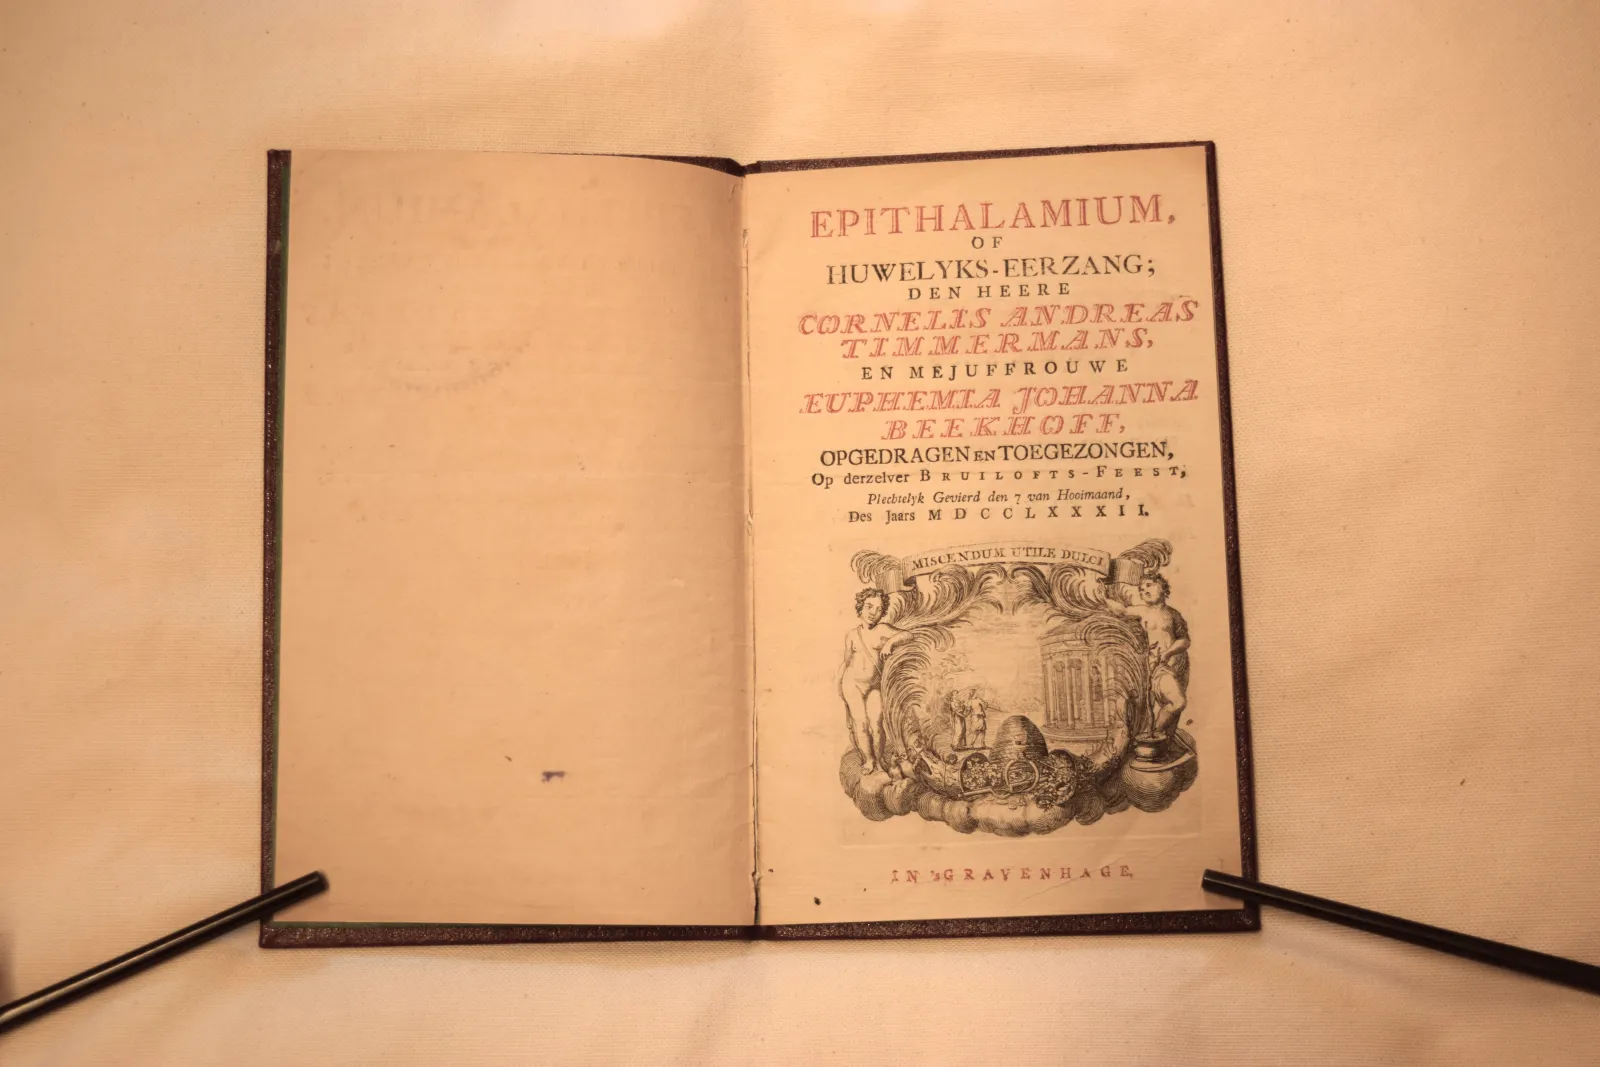 EPITHALAMIUM,
OF
HUWELYKS-EERZANG;
DEN HEERE
CORNELIS ANDREAS
TIMMERMANS,
EN MEJUFFROUWE
EUPHEMIA JOHANNA
BEEKHOFF,
OPGEDRAGEN EN TOEGEZONGEN,
Op derzelver BRUILOFTS-FEEST,
Plechtelyk Gevierd den 7 van Hooimaand,
Des Jaars MDCCLXXXII.
MISCENDUM UTILE DULCI
IN 'sGRAVENHAGE,